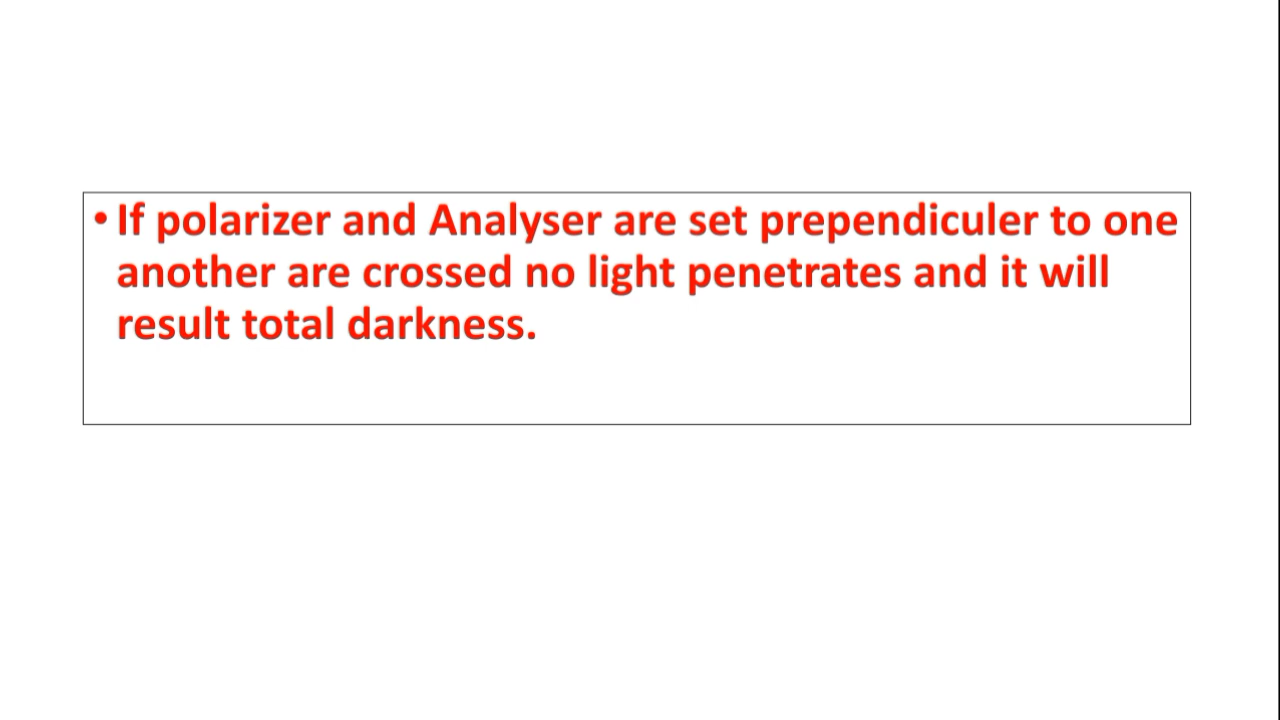 • If polarizer and Analyser are set prependiculer to one
another are crossed no light penetrates and it will
result total darkness.